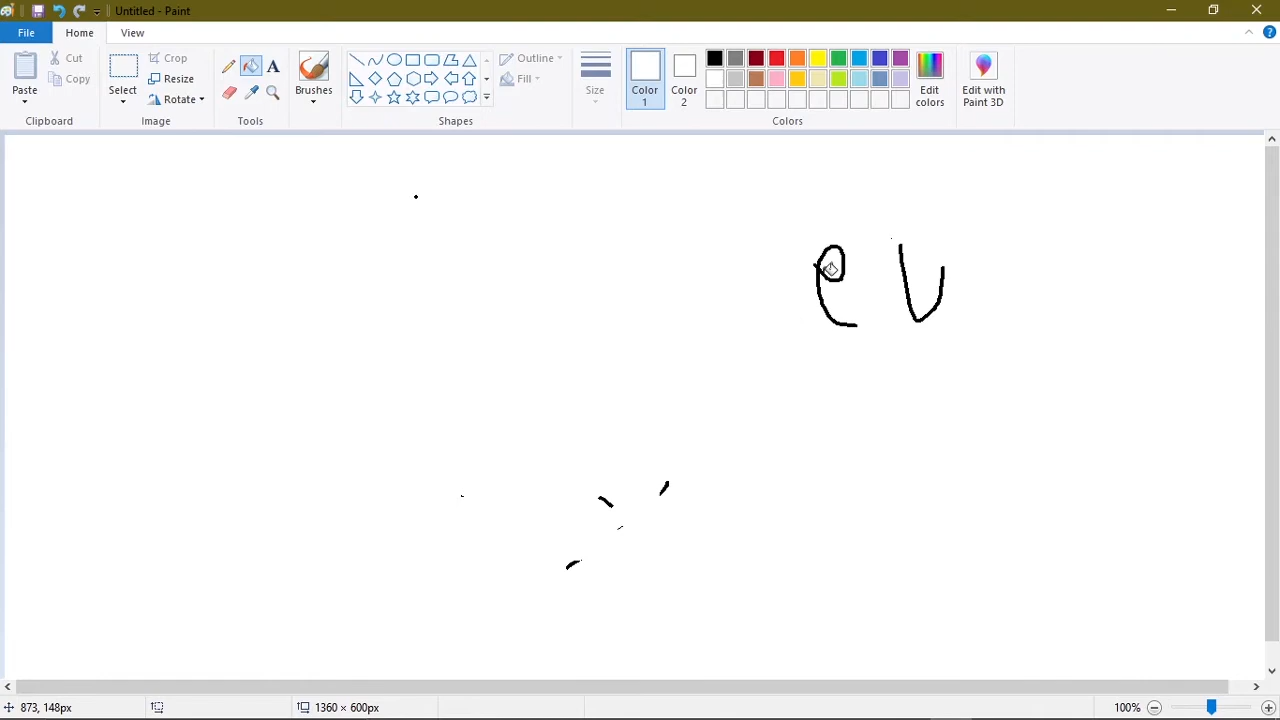 Untitled - Paint
File Home View
Paste Cut Copy Clipboard
Select Crop Resize Rotate Image
A Tools
Brushes
Outline Fill Shapes
Size
Color 1 Color 2 Edit colors Colors
Edit with Paint 3D
e u
873, 148px 1360 × 600px 100%